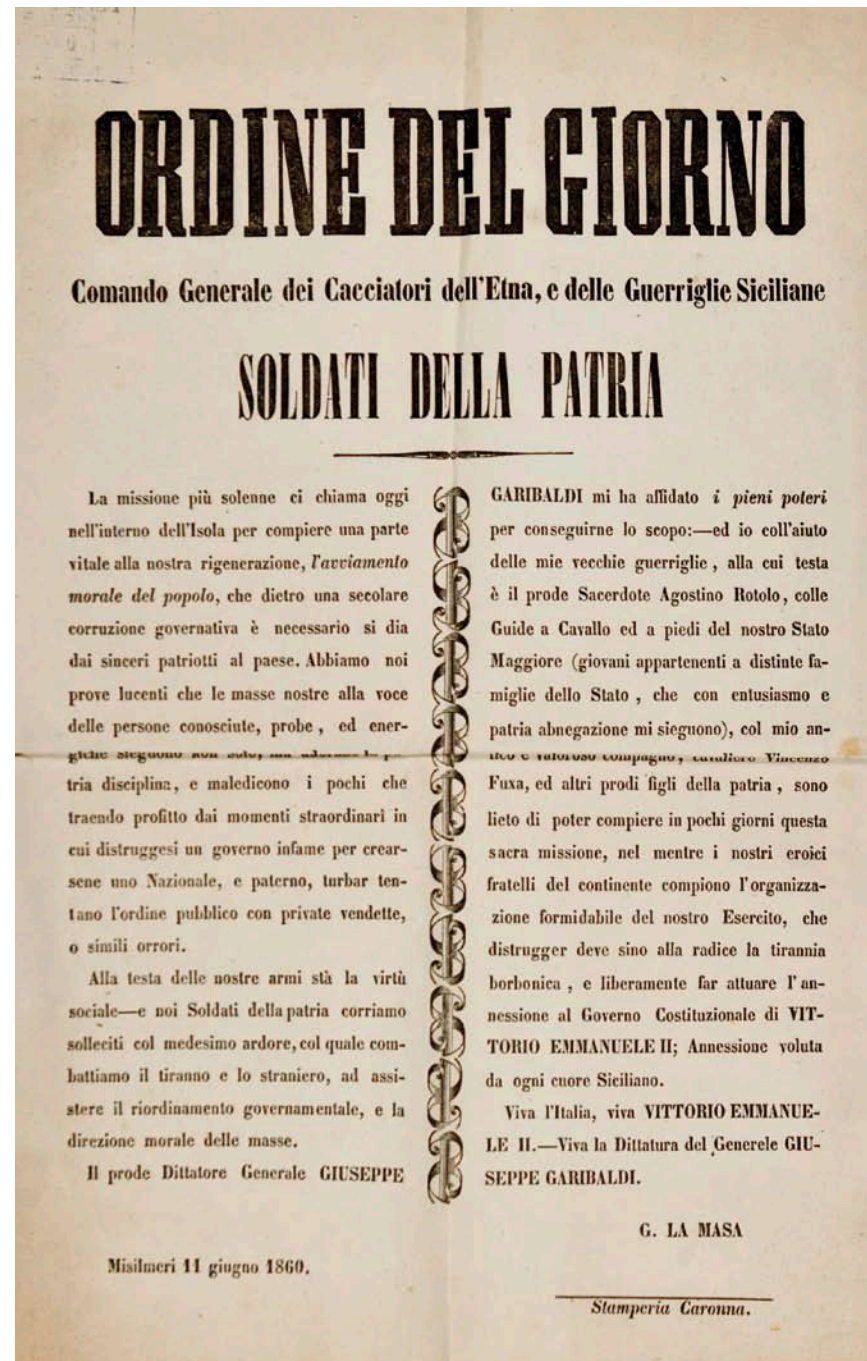 ORDINE DEL GIORNO
Comando Generale dei Cacciatori dell'Etna, e delle Guerriglie Siciliane
SOLDATI DELLA PATRIA
La missione più solenne ci chiama oggi
nell'interno dell'Isola per compiere una parte
vitale alla nostra rigenerazione, l'avviamento
morale del popolo, che dietro una secolare
corruzione governativa è necessario si dia
dai sinceri patriotti al paese. Abbiamo noi
prove lucenti che le masse nostre alla voce
delle persone conosciute, probe, ed ener-
giche sieguono non solo, ma
tria disciplina, e maledicono i pochi che
traendo profitto dai momenti straordinari in
cui distruggesi un governo infame per crear-
sene uno Nazionale, e paterno, turbar ten-
tano l'ordine pubblico con private vendette,
o simili orrori.
Alla testa delle nostre armi stà la virtù
sociale—e noi Soldati della patria corriamo
solleciti col medesimo ardore, col quale com-
battiamo il tiranno e lo straniero, ad assi-
stere il riordinamento governamentale, e la
direzione morale delle masse.
Il prode Dittatore Generale GIUSEPPE
GARIBALDI mi ha affidato i pieni poteri
per conseguirne lo scopo:—ed io coll'aiuto
delle mie vecchie guerriglie, alla cui testa
è il prode Sacerdote Agostino Rotolo, colle
Guide a Cavallo ed a piedi del nostro Stato
Maggiore (giovani appartenenti a distinte fa-
miglie dello Stato, che con entusiasmo e
patria abnegazione mi sieguono), col mio an-
tico e valoroso compagno, cavaliere Vincenzo
Fuxa, ed altri prodi figli della patria, sono
lieto di poter compiere in pochi giorni questa
sacra missione, nel mentre i nostri eroici
fratelli del continente compiono l'organizza-
zione formidabile del nostro Esercito, che
distrugger deve sino alla radice la tirannia
borbonica, e liberamente far attuare l'an-
nessione al Governo Costituzionale di VIT-
TORIO EMMANUELE II; Annessione voluta
da ogni cuore Siciliano.
Viva l'Italia, viva VITTORIO EMMANUE-
LE II.—Viva la Dittatura del Generele GIU-
SEPPE GARIBALDI.
G. LA MASA
Misilmeri 11 giugno 1860.
Stamperia Caronna.